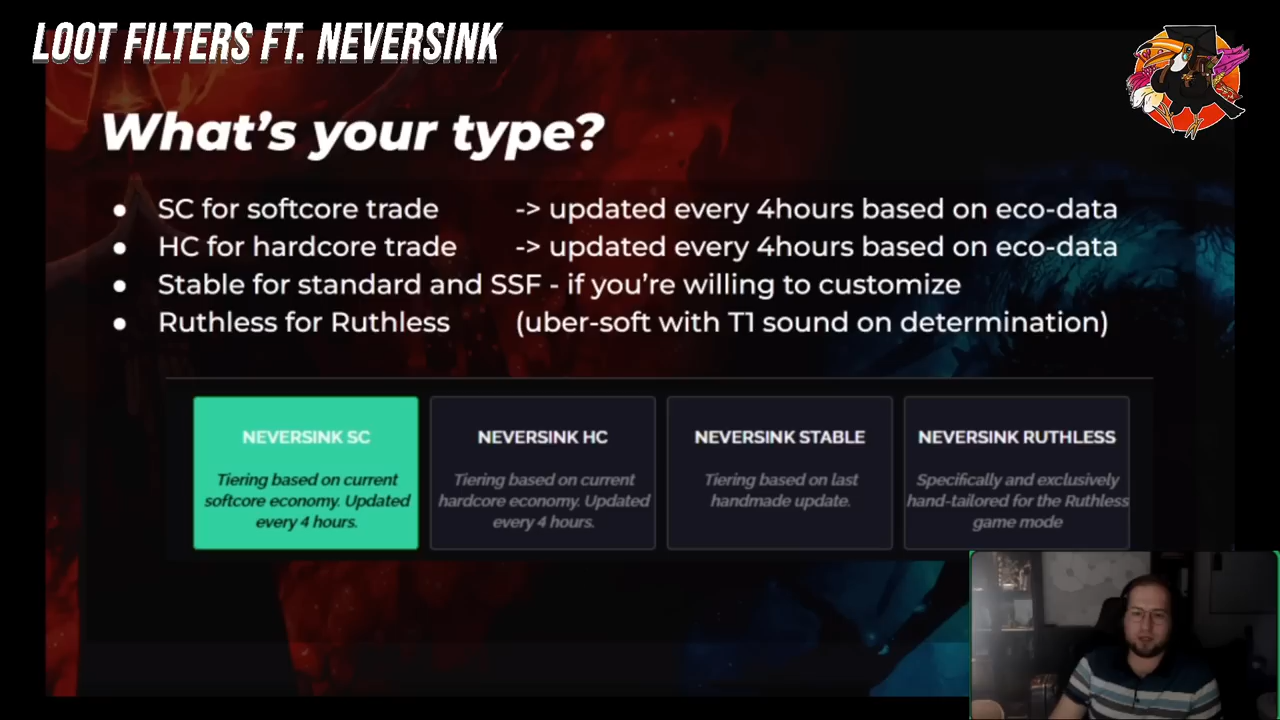 LOOT FILTERS FT. NEVERSINK
What's your type?
● SC for softcore trade -> updated every 4hours based on eco-data
● HC for hardcore trade -> updated every 4hours based on eco-data
● Stable for standard and SSF - if you're willing to customize
● Ruthless for Ruthless (uber-soft with T1 sound on determination)
NEVERSINK SC
Tiering based on current
softcore economy. Updated
every 4 hours.
NEVERSINK HC
Tiering based on current
hardcore economy. Updated
every 4 hours.
NEVERSINK STABLE
Tiering based on last
handmade update.
NEVERSINK RUTHLESS
Specifically and exclusively
hand-tailored for the Ruthless
game mode